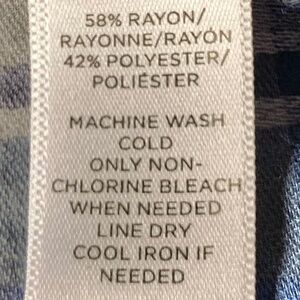 58% RAYON/
RAYONNE/RAYÓN
42% POLYESTER/
POLIÉSTER
MACHINE WASH
COLD
ONLY NON-
CHLORINE BLEACH
WHEN NEEDED
LINE DRY
COOL IRON IF
NEEDED